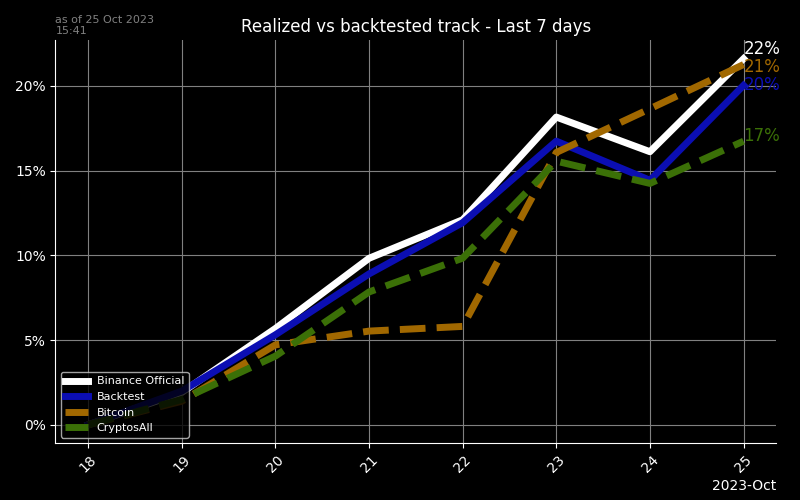 as of 25 Oct 2023
15:41
Realized vs backtested track - Last 7 days
22%
21%
20%
17%
20%
15%
10%
5%
0%
Binance Official
Backtest
Bitcoin
CryptosAll
18 19 20 21 22 23 24 25
2023-Oct